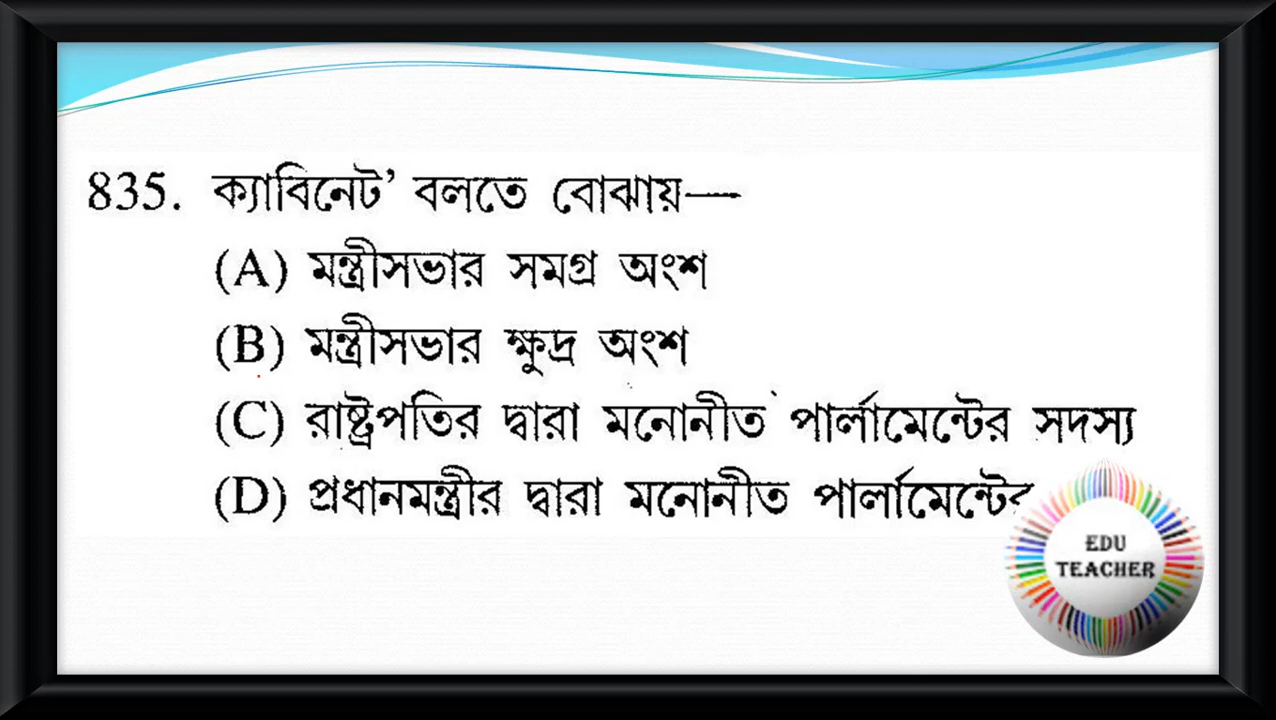 835. ক্যাবিনেট’ বলতে বোঝায়—
(A) মন্ত্রীসভার সমগ্র অংশ
(B) মন্ত্রীসভার ক্ষুদ্র অংশ
(C) রাষ্ট্রপতির দ্বারা মনোনীত পার্লামেন্টের সদস্য
(D) প্রধানমন্ত্রীর দ্বারা মনোনীত পার্লামেন্টের
EDU
TEACHER